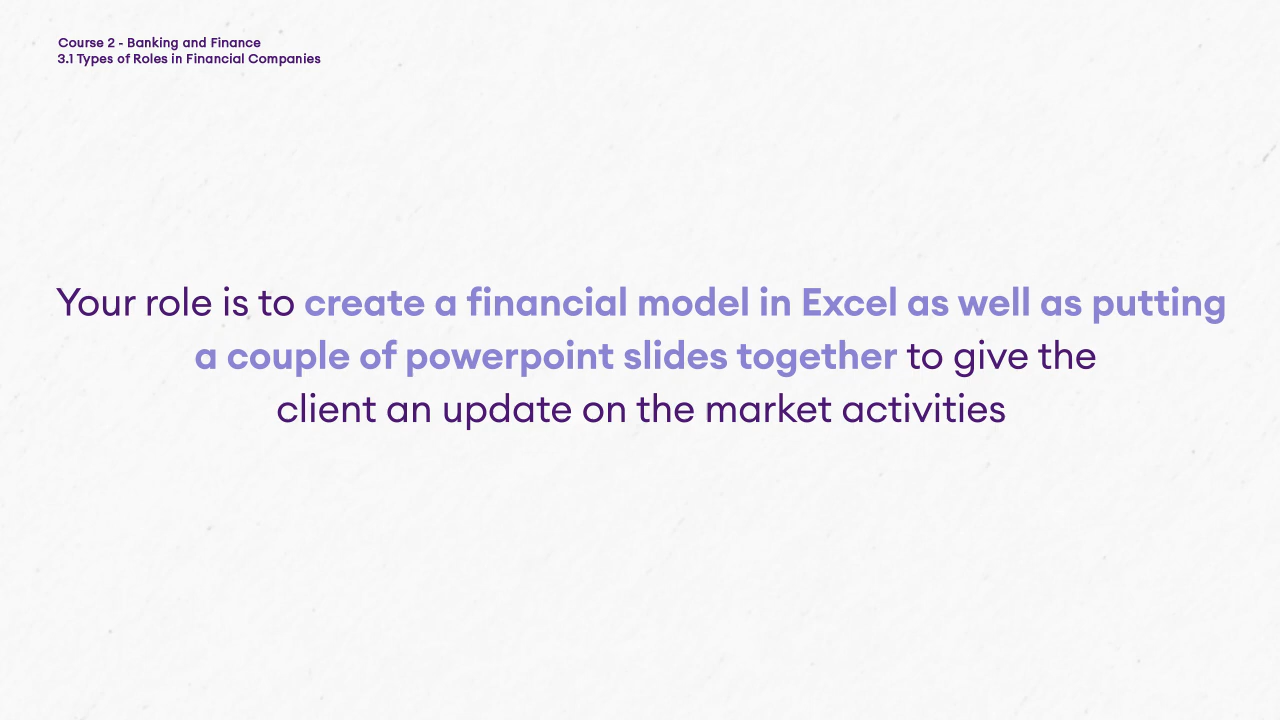 Course 2 - Banking and Finance
3.1 Types of Roles in Financial Companies
Your role is to create a financial model in Excel as well as putting
a couple of powerpoint slides together to give the
client an update on the market activities